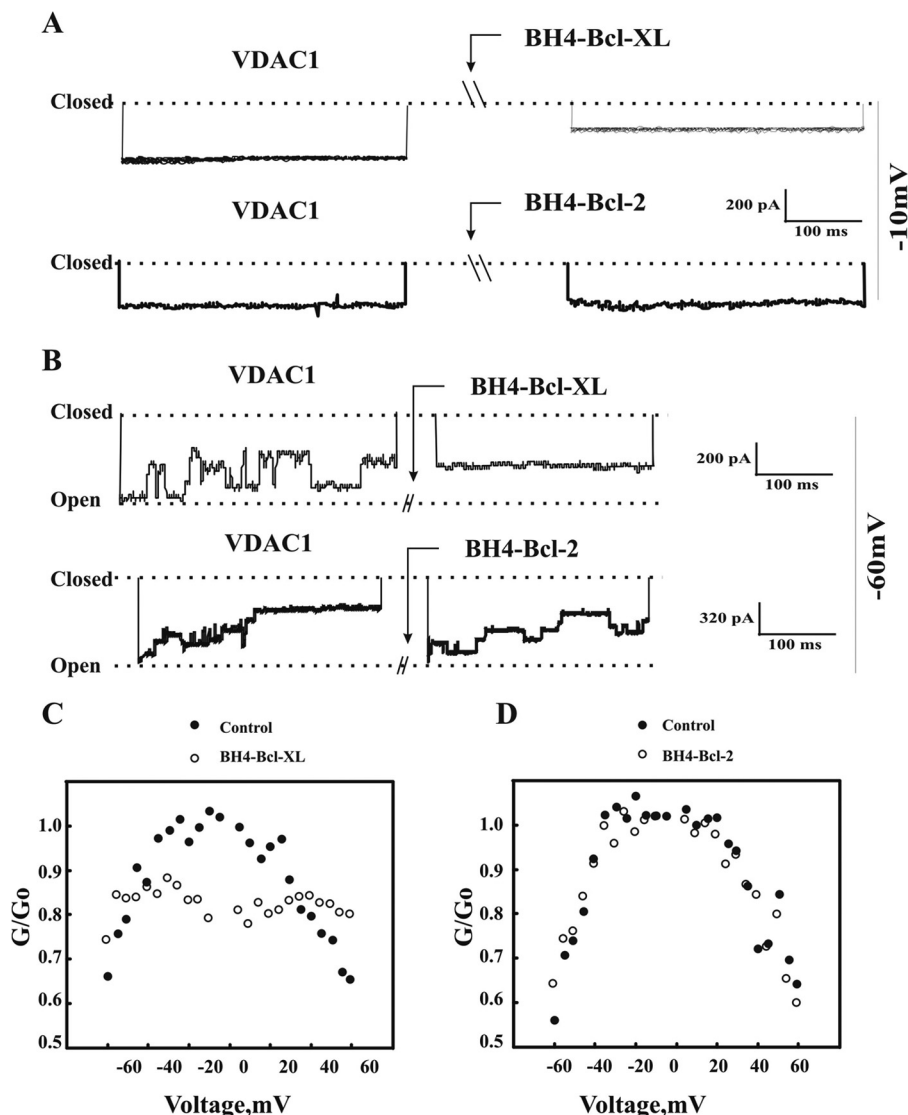 A
BH4-Bcl-XL
VDAC1
Closed
VDAC1
BH4-Bcl-2
200 pA
100 ms
-10mV
Closed
B
VDAC1
BH4-Bcl-XL
Closed
200 pA
100 ms
Open
VDAC1
BH4-Bcl-2
Closed
320 pA
100 ms
-60mV
Open
C
Control
BH4-Bcl-XL
G/Go
1.0
0.9
0.8
0.7
0.6
0.5
-60 -40 -20 0 20 40 60
Voltage,mV
D
Control
BH4-Bcl-2
G/Go
1.0
0.9
0.8
0.7
0.6
0.5
-60 -40 -20 0 20 40 60
Voltage,mV